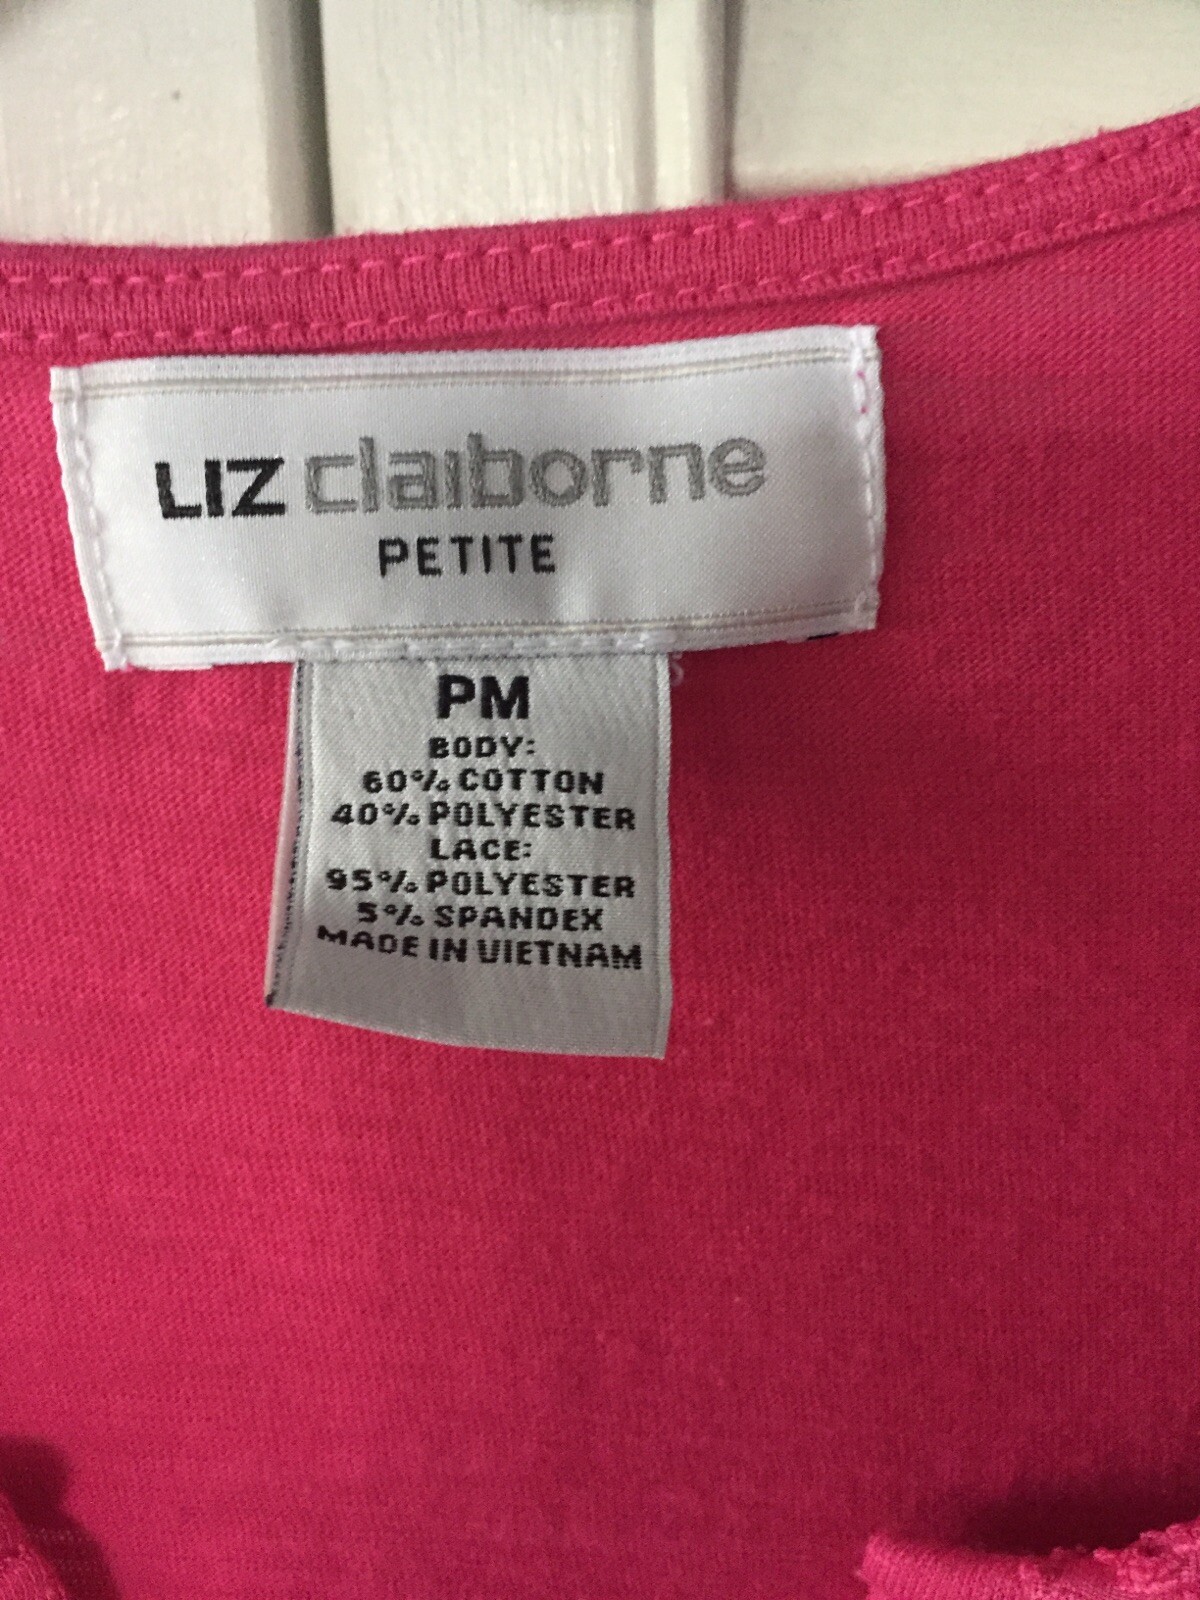 LIZ claiborne
PETITE
PM
BODY:
60% COTTON
40% POLYESTER
LACE:
95% POLYESTER
5% SPANDEX
MADE IN VIETNAM